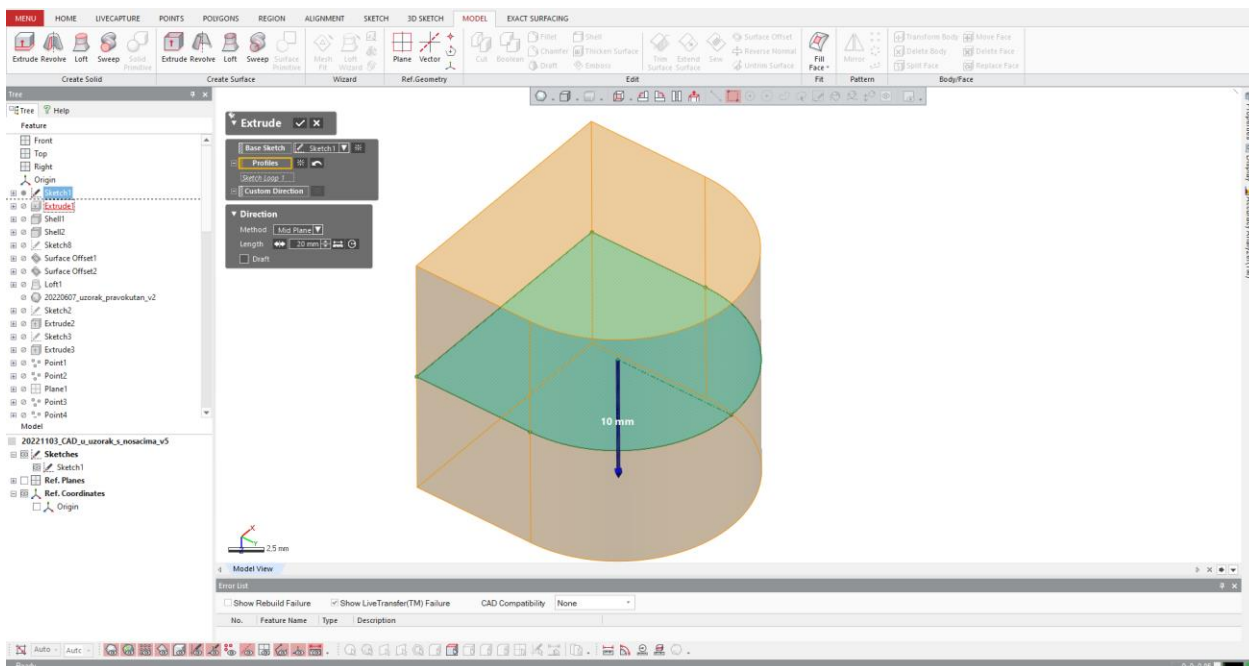 MENU HOME LIVECAPTURE POINTS POLYGONS REGION ALIGNMENT SKETCH 3D SKETCH MODEL EXACT SURFACING
Extrude Revolve Loft Sweep Solid Primitive
Extrude Revolve Loft Sweep Surface Primitive
Mesh Fit Loft Wizard
Plane Vector
Cut Boolean
Fillet Shell
Chamfer Thicken Surface
Draft Emboss
Trim Surface Extend Surface Sew
Surface Offset
Reverse Normal
Untrim Surface
Fill Face
Mirror
Transform Body Move Face
Delete Body Delete Face
Split Face Replace Face
Create Solid Create Surface Wizard Ref.Geometry Edit Fit Pattern Body/Face
Tree
Tree Help
Feature
Front
Top
Right
Origin
Sketch1
Extrude1
Shell1
Shell2
Sketch8
Surface Offset1
Surface Offset2
Loft1
20220607_uzorak_pravokutan_v2
Sketch2
Extrude2
Sketch3
Extrude3
Point1
Point2
Plane1
Point3
Point4
Model
20221103_CAD_u_uzorak_s_nosacima_v5
Sketches
Sketch1
Ref. Planes
Ref. Coordinates
Origin
Extrude
Base Sketch Sketch1
Profiles
Sketch Loop 1
Custom Direction
Direction
Method Mid Plane
Length 20 mm
Draft
10 mm
X
Y
2,5 mm
Model View
Error List
Show Rebuild Failure Show LiveTransfer(TM) Failure CAD Compatibility None
No. Feature Name Type Description
Auto Auto
Ready